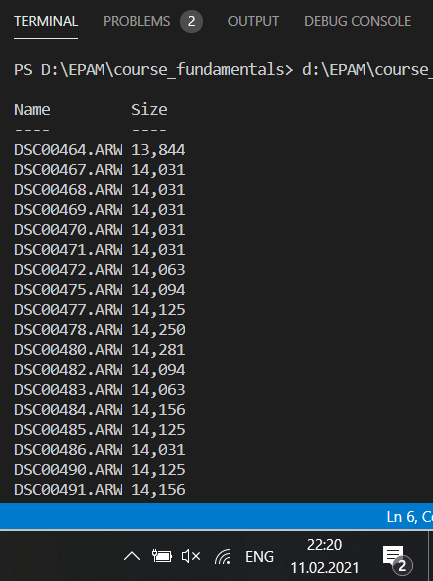 TERMINAL PROBLEMS 2 OUTPUT DEBUG CONSOLE
PS D:\EPAM\course_fundamentals> d:\EPAM\course_
Name Size
---- ----
DSC00464.ARW 13,844
DSC00467.ARW 14,031
DSC00468.ARW 14,031
DSC00469.ARW 14,031
DSC00470.ARW 14,031
DSC00471.ARW 14,031
DSC00472.ARW 14,063
DSC00475.ARW 14,094
DSC00477.ARW 14,125
DSC00478.ARW 14,250
DSC00480.ARW 14,281
DSC00482.ARW 14,094
DSC00483.ARW 14,063
DSC00484.ARW 14,156
DSC00485.ARW 14,125
DSC00486.ARW 14,031
DSC00490.ARW 14,125
DSC00491.ARW 14,156
Ln 6, Co
ENG
22:20
11.02.2021
2